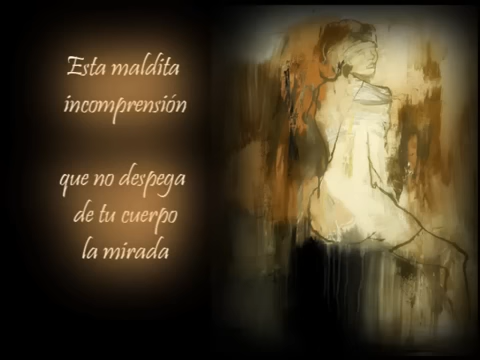 Esta maldita
incomprensión
que no despega
de tu cuerpo
la mirada